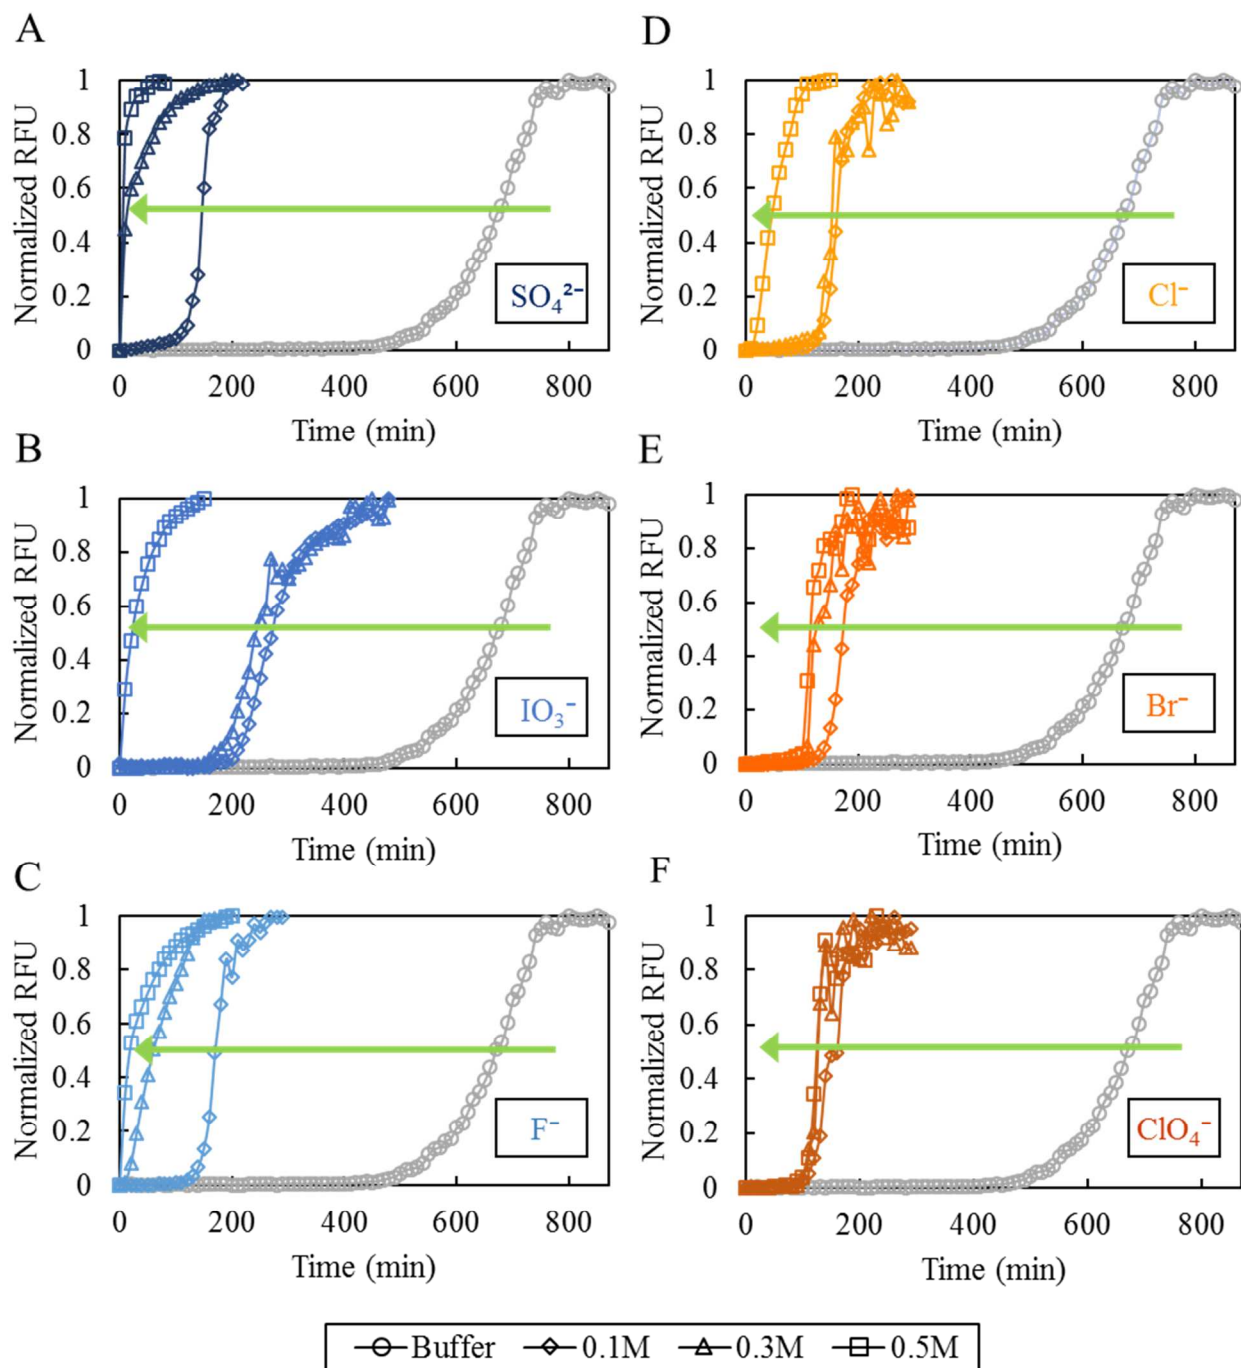 A
Normalized RFU
1
0.8
0.6
0.4
0.2
0
SO₄²⁻
0 200 400 600 800
Time (min)
D
Normalized RFU
1
0.8
0.6
0.4
0.2
0
Cl⁻
0 200 400 600 800
Time (min)
B
Normalized RFU
1
0.8
0.6
0.4
0.2
0
IO₃⁻
0 200 400 600 800
Time (min)
E
Normalized RFU
1
0.8
0.6
0.4
0.2
0
Br⁻
0 200 400 600 800
Time (min)
C
Normalized RFU
1
0.8
0.6
0.4
0.2
0
F⁻
0 200 400 600 800
Time (min)
F
Normalized RFU
1
0.8
0.6
0.4
0.2
0
ClO₄⁻
0 200 400 600 800
Time (min)
Buffer 0.1M 0.3M 0.5M